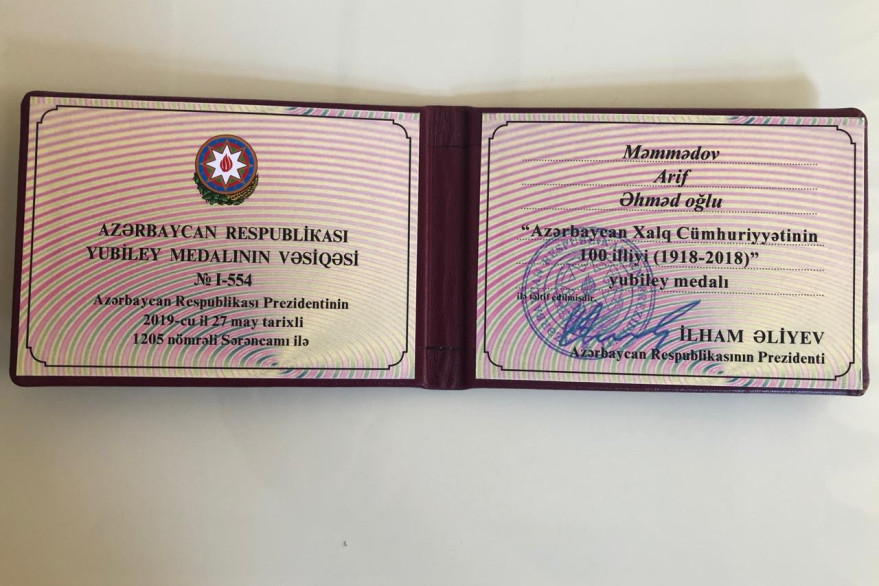 AZƏRBAYCAN RESPUBLİKASI
YUBİLEY MEDALININ VƏSİQƏSİ
№ I-554
Azərbaycan Respublikası Prezidentinin
2019-cu il 27 may tarixli
1205 nömrəli Sərəncamı ilə
Məmmədov
Arif
Əhməd oğlu
“Azərbaycan Xalq Cümhuriyyətinin
100 illiyi (1918-2018)”
yubiley medalı
ilə təltif edilmişdir.
İLHAM ƏLİYEV
Azərbaycan Respublikasının Prezidenti